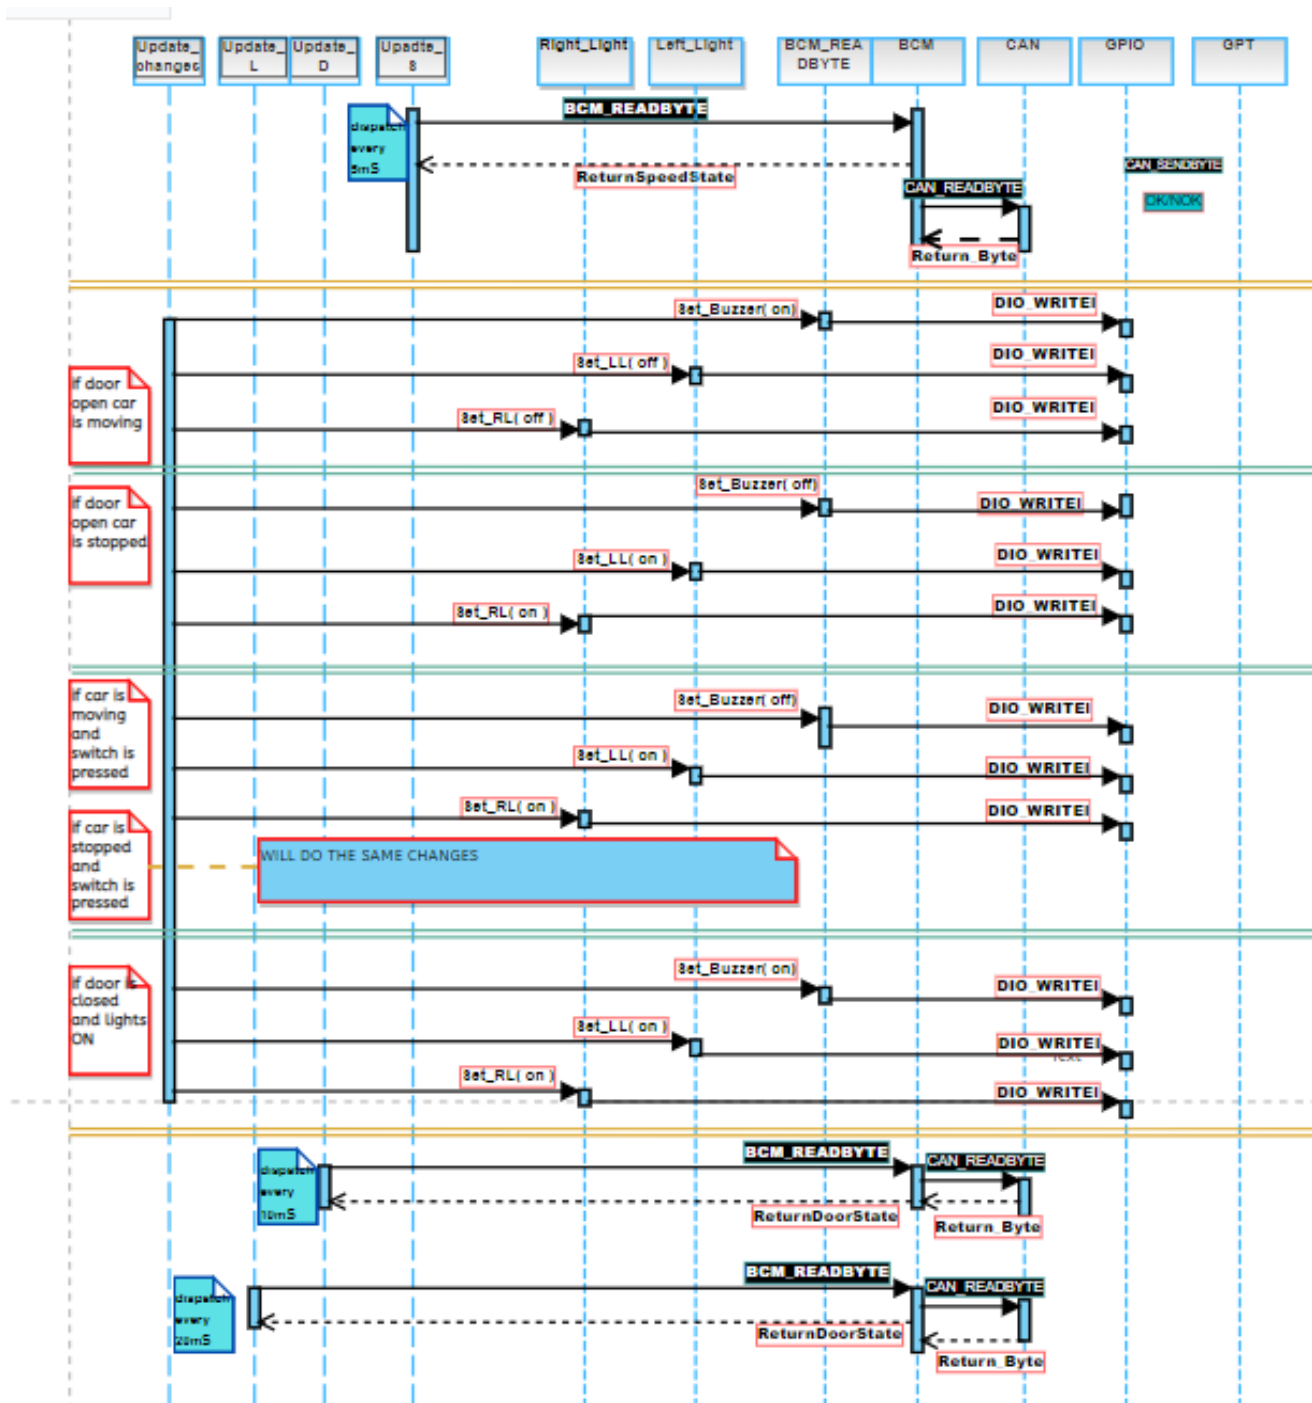 Update_
changes
Update_
L
Update_
D
Upadte_
S
Right_Light
Left_Light
BCM_REA
DBYTE
BCM
CAN
GPIO
GPT
BCM_READBYTE
dispatch
every
5mS
ReturnSpeedState
CAN_SENDBYTE
CAN_READBYTE
OK/NOK
Return_Byte
Set_Buzzer( on)
DIO_WRITEI
Set_LL( off )
DIO_WRITEI
if door
open car
is moving
Set_RL( off )
DIO_WRITEI
Set_Buzzer( off)
DIO_WRITEI
if door
open car
is stopped
Set_LL( on )
DIO_WRITEI
Set_RL( on )
DIO_WRITEI
if car is
moving
and
switch is
pressed
Set_Buzzer( off)
DIO_WRITEI
Set_LL( on )
DIO_WRITEI
Set_RL( on )
DIO_WRITEI
if car is
stopped
and
switch is
pressed
WILL DO THE SAME CHANGES
Set_Buzzer( on)
DIO_WRITEI
if door is
closed
and lights
ON
Set_LL( on )
DIO_WRITEI
Set_RL( on )
DIO_WRITEI
BCM_READBYTE
CAN_READBYTE
dispatch
every
10mS
ReturnDoorState
Return_Byte
BCM_READBYTE
CAN_READBYTE
dispatch
every
20mS
ReturnDoorState
Return_Byte